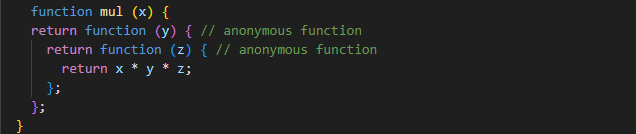 function mul (x) {
return function (y) { // anonymous function
return function (z) { // anonymous function
return x * y * z;
};
};
}